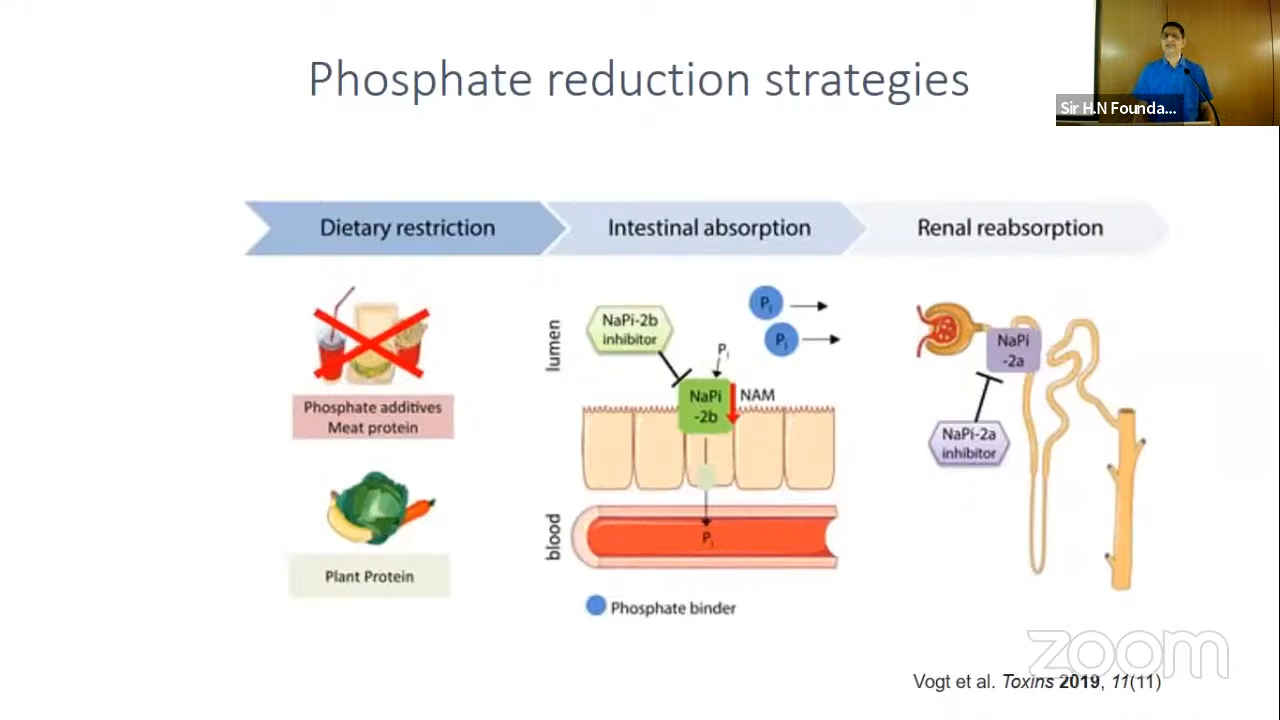 Phosphate reduction strategies
Sir H.N Founda...
Dietary restriction
Intestinal absorption
Renal reabsorption
Phosphate additives
Meat protein
Plant Protein
lumen
NaPi-2b
inhibitor
Pi
Pi
Pi
NaPi
-2b
NAM
blood
Pi
Phosphate binder
NaPi
-2a
NaPi-2a
inhibitor
zoom
Vogt et al. Toxins 2019, 11(11)